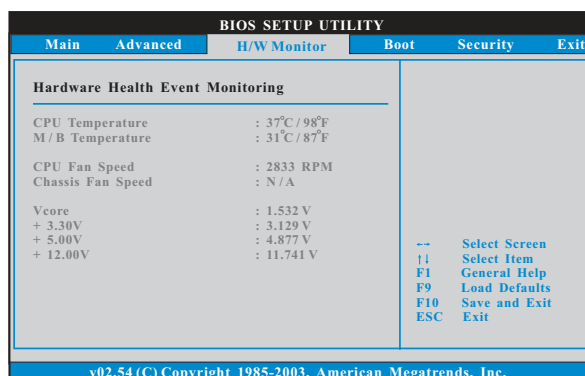 BIOS SETUP UTILITY
Main Advanced H/W Monitor Boot Security Exit
Hardware Health Event Monitoring
CPU Temperature : 37°C / 98°F
M / B Temperature : 31°C / 87°F
CPU Fan Speed : 2833 RPM
Chassis Fan Speed : N / A
Vcore : 1.532 V
+ 3.30V : 3.129 V
+ 5.00V : 4.877 V
+ 12.00V : 11.741 V
←→ Select Screen
↑↓ Select Item
F1 General Help
F9 Load Defaults
F10 Save and Exit
ESC Exit
v02.54 (C) Copyright 1985-2003, American Megatrends, Inc.